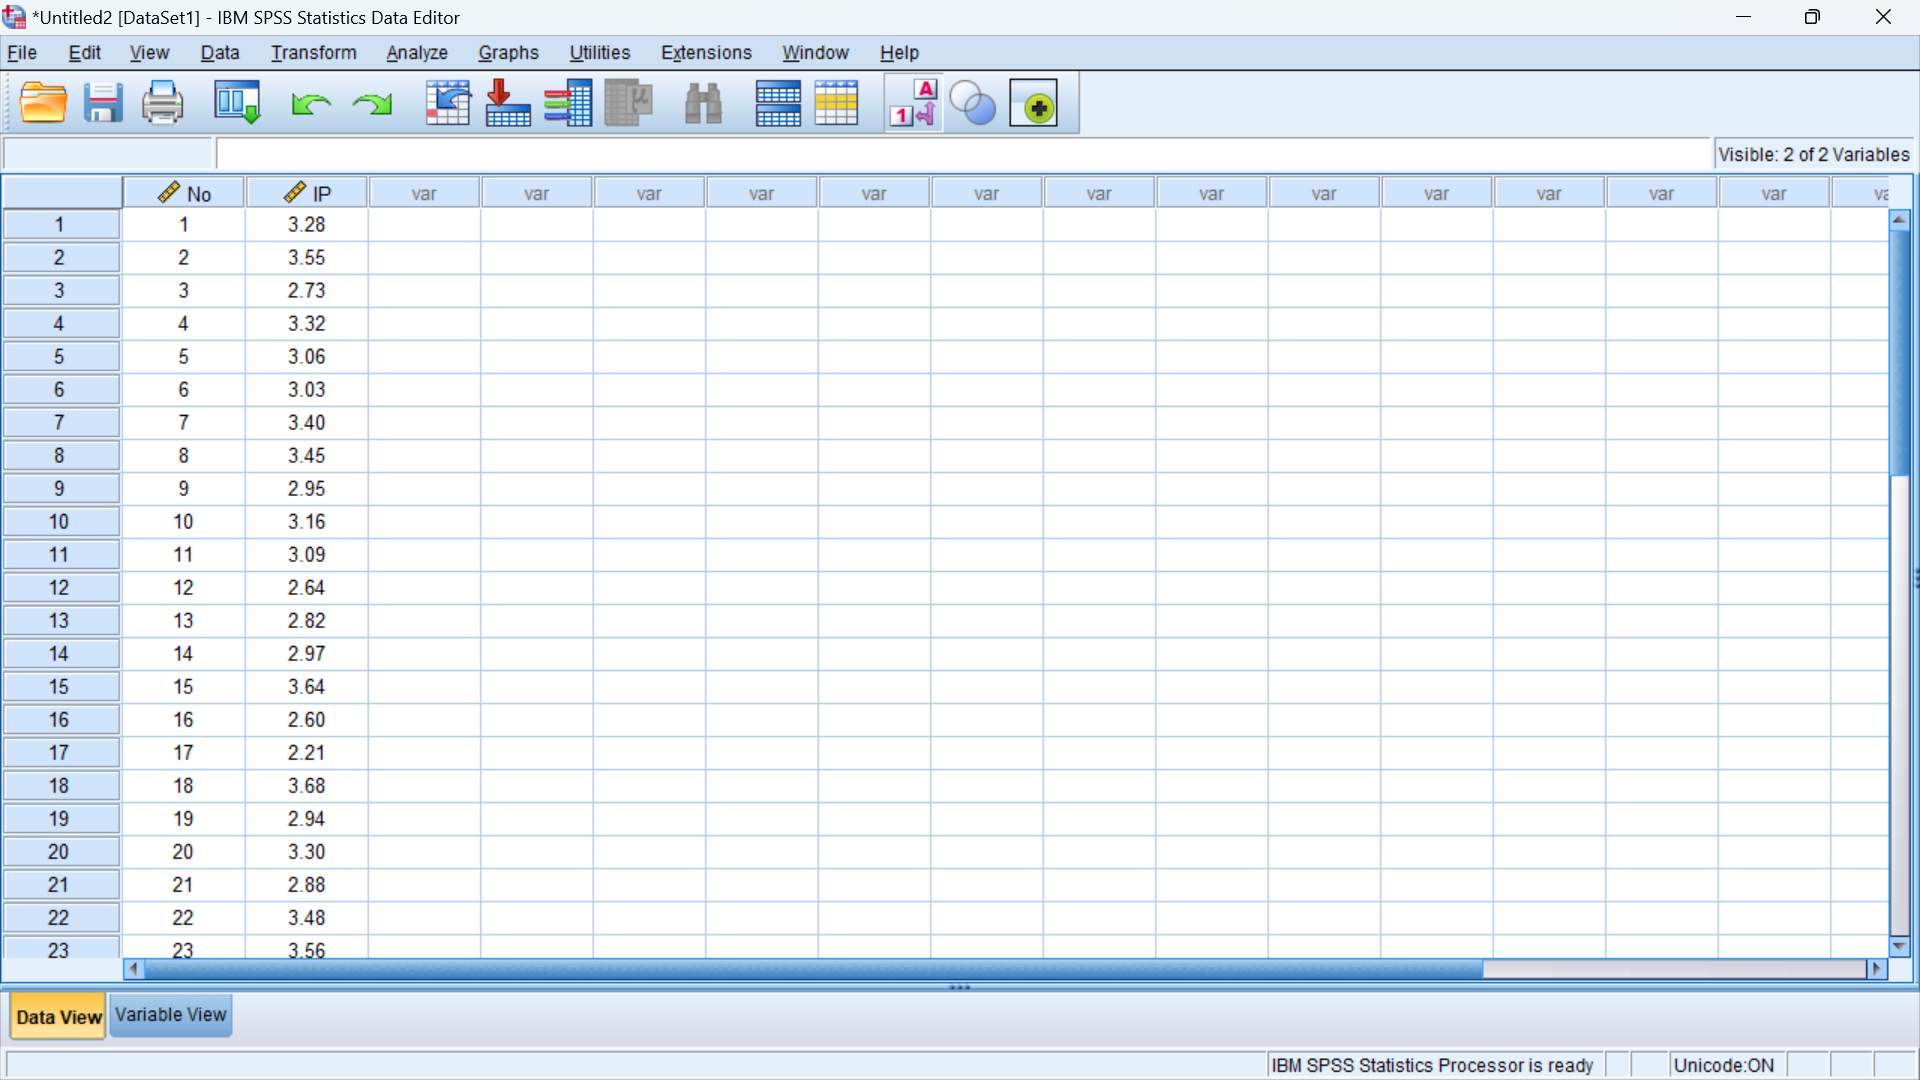 *Untitled2 [DataSet1] - IBM SPSS Statistics Data Editor
File Edit View Data Transform Analyze Graphs Utilities Extensions Window Help
Visible: 2 of 2 Variables
No IP var var var var var var var var var var var var var va
1 1 3.28
2 2 3.55
3 3 2.73
4 4 3.32
5 5 3.06
6 6 3.03
7 7 3.40
8 8 3.45
9 9 2.95
10 10 3.16
11 11 3.09
12 12 2.64
13 13 2.82
14 14 2.97
15 15 3.64
16 16 2.60
17 17 2.21
18 18 3.68
19 19 2.94
20 20 3.30
21 21 2.88
22 22 3.48
23 23 3.56
Data View Variable View
IBM SPSS Statistics Processor is ready Unicode:ON